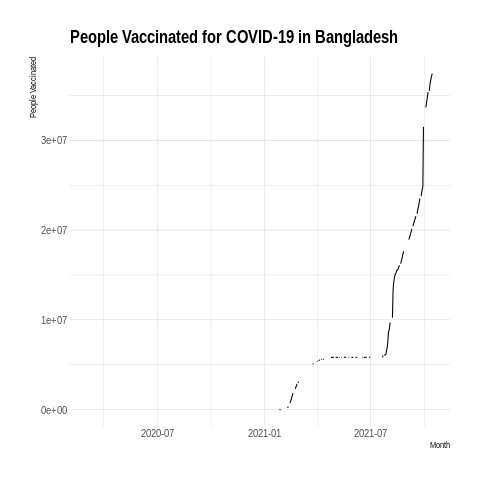 People Vaccinated for COVID-19 in Bangladesh
People Vaccinated
3e+07
2e+07
1e+07
0e+00
2020-07 2021-01 2021-07
Month